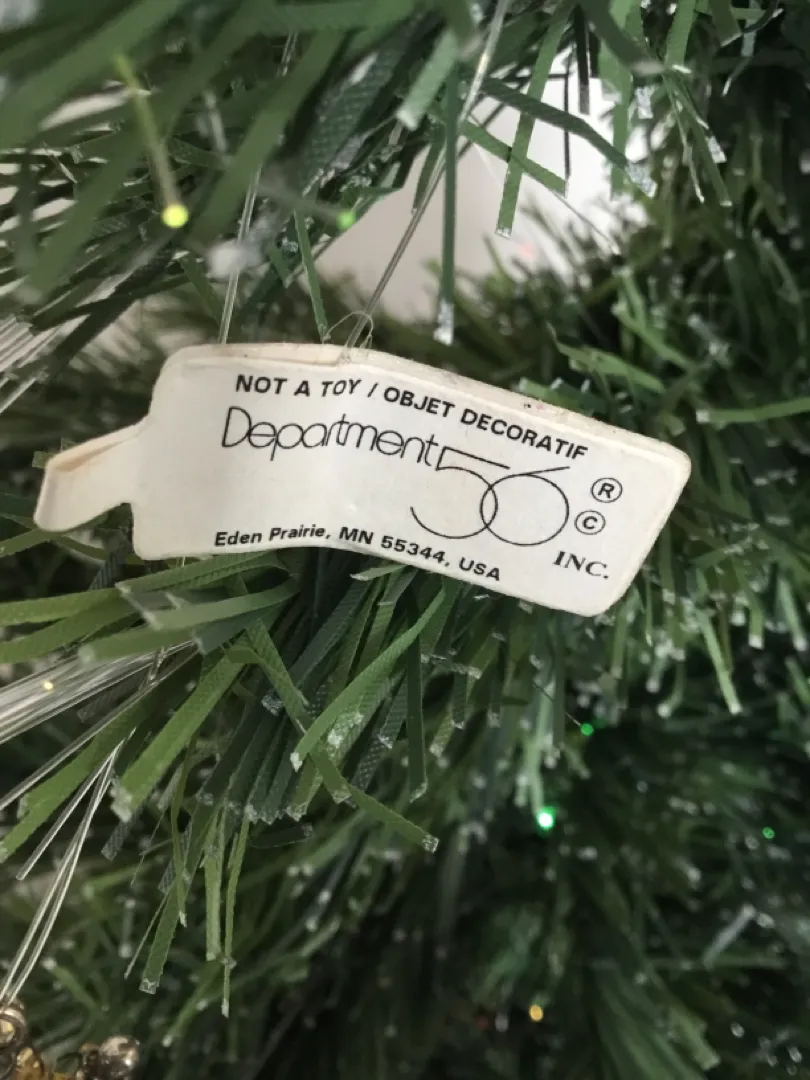 NOT A TOY / OBJET DECORATIF
Department 56 ® ©
INC.
Eden Prairie, MN 55344, USA